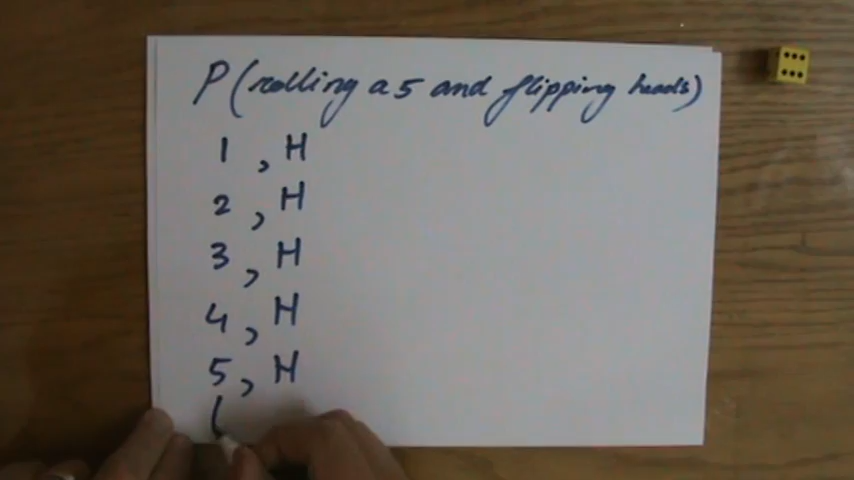 P(rolling a 5 and flipping heads)
1 , H
2 , H
3 , H
4 , H
5 , H